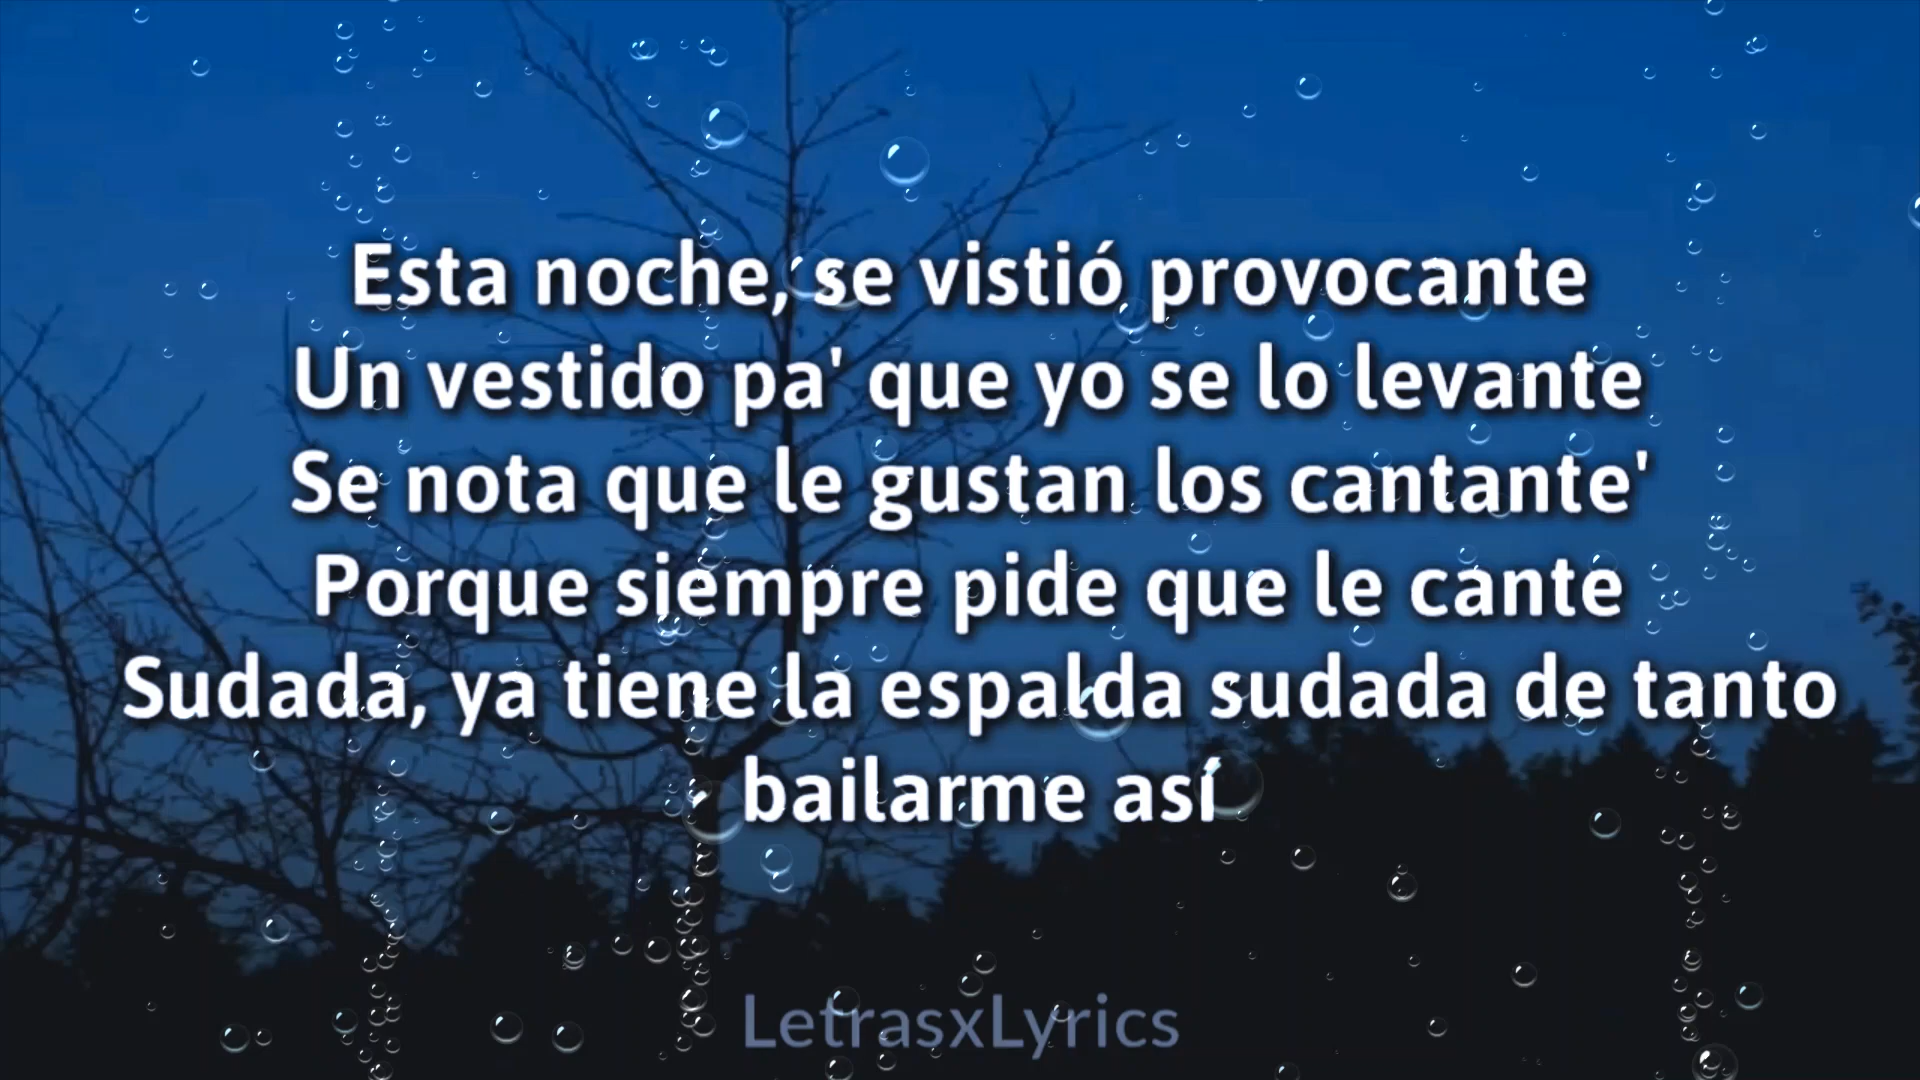 Esta noche, se vistió provocante
Un vestido pa' que yo se lo levante
Se nota que le gustan los cantante'
Porque siempre pide que le cante
Sudada, ya tiene la espalda sudada de tanto
bailarme así
LetrasxLyrics